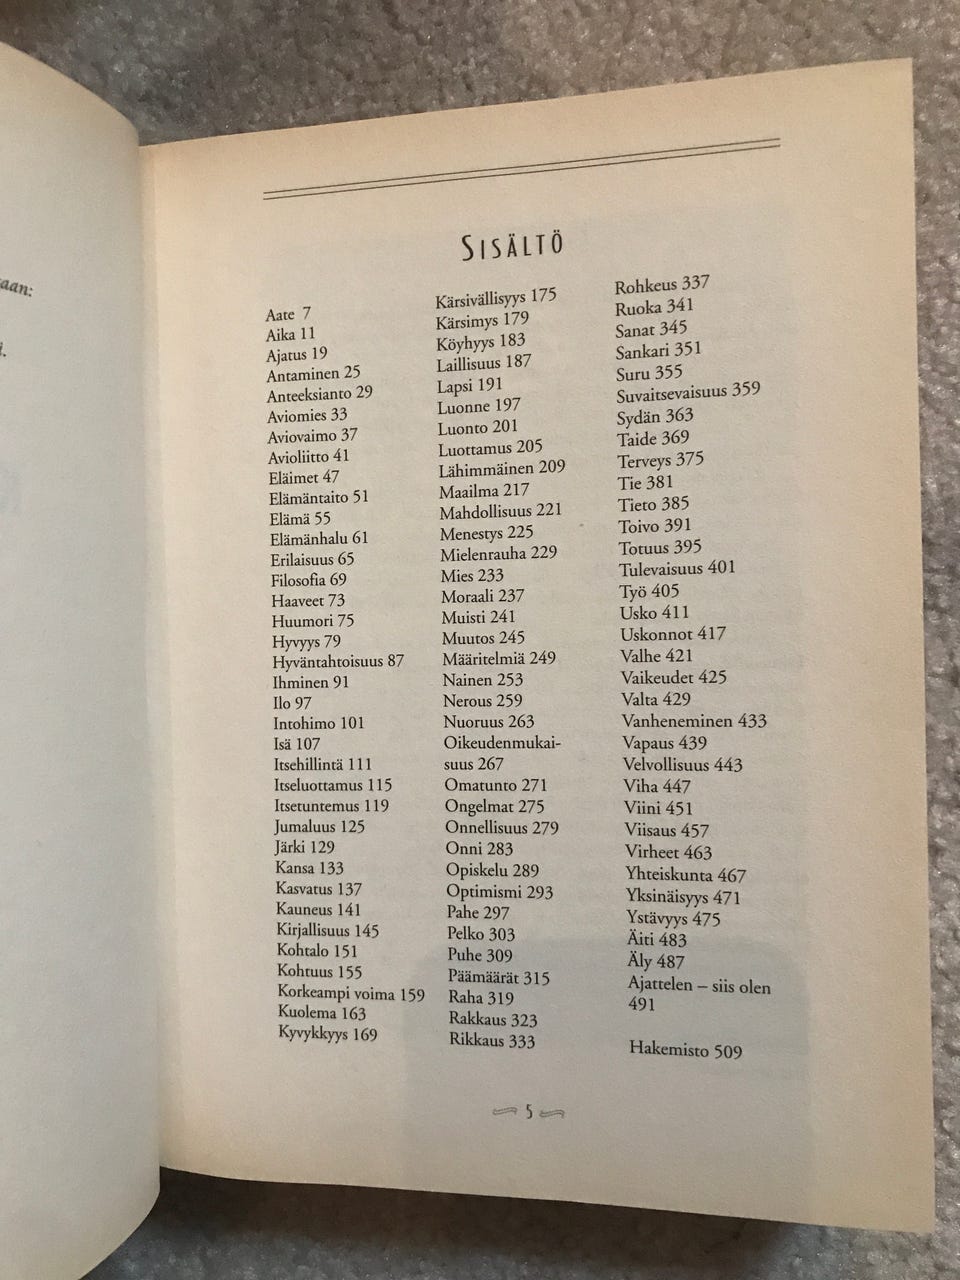 aan:
SISÄLTÖ
Aate 7
Aika 11
Ajatus 19
Antaminen 25
Anteeksianto 29
Aviomies 33
Aviovaimo 37
Avioliitto 41
Eläimet 47
Elämäntaito 51
Elämä 55
Elämänhalu 61
Erilaisuus 65
Filosofia 69
Haaveet 73
Huumori 75
Hyvyys 79
Hyväntahtoisuus 87
Ihminen 91
Ilo 97
Intohimo 101
Isä 107
Itsehillintä 111
Itseluottamus 115
Itsetuntemus 119
Jumaluus 125
Järki 129
Kansa 133
Kasvatus 137
Kauneus 141
Kirjallisuus 145
Kohtalo 151
Kohtuus 155
Korkeampi voima 159
Kuolema 163
Kyvykkyys 169
Kärsivällisyys 175
Kärsimys 179
Köyhyys 183
Laillisuus 187
Lapsi 191
Luonne 197
Luonto 201
Luottamus 205
Lähimmäinen 209
Maailma 217
Mahdollisuus 221
Menestys 225
Mielenrauha 229
Mies 233
Moraali 237
Muisti 241
Muutos 245
Määritelmiä 249
Nainen 253
Nerous 259
Nuoruus 263
Oikeudenmukai-
suus 267
Omatunto 271
Ongelmat 275
Onnellisuus 279
Onni 283
Opiskelu 289
Optimismi 293
Pahe 297
Pelko 303
Puhe 309
Päämäärät 315
Raha 319
Rakkaus 323
Rikkaus 333
Rohkeus 337
Ruoka 341
Sanat 345
Sankari 351
Suru 355
Suvaitsevaisuus 359
Sydän 363
Taide 369
Terveys 375
Tie 381
Tieto 385
Toivo 391
Totuus 395
Tulevaisuus 401
Työ 405
Usko 411
Uskonnot 417
Valhe 421
Vaikeudet 425
Valta 429
Vanheneminen 433
Vapaus 439
Velvollisuus 443
Viha 447
Viini 451
Viisaus 457
Virheet 463
Yhteiskunta 467
Yksinäisyys 471
Ystävyys 475
Äiti 483
Äly 487
Ajattelen – siis olen
491
Hakemisto 509
5